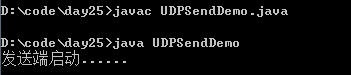 D:\code\day25>javac UDPSendDemo.java
D:\code\day25>java UDPSendDemo
发送端启动......